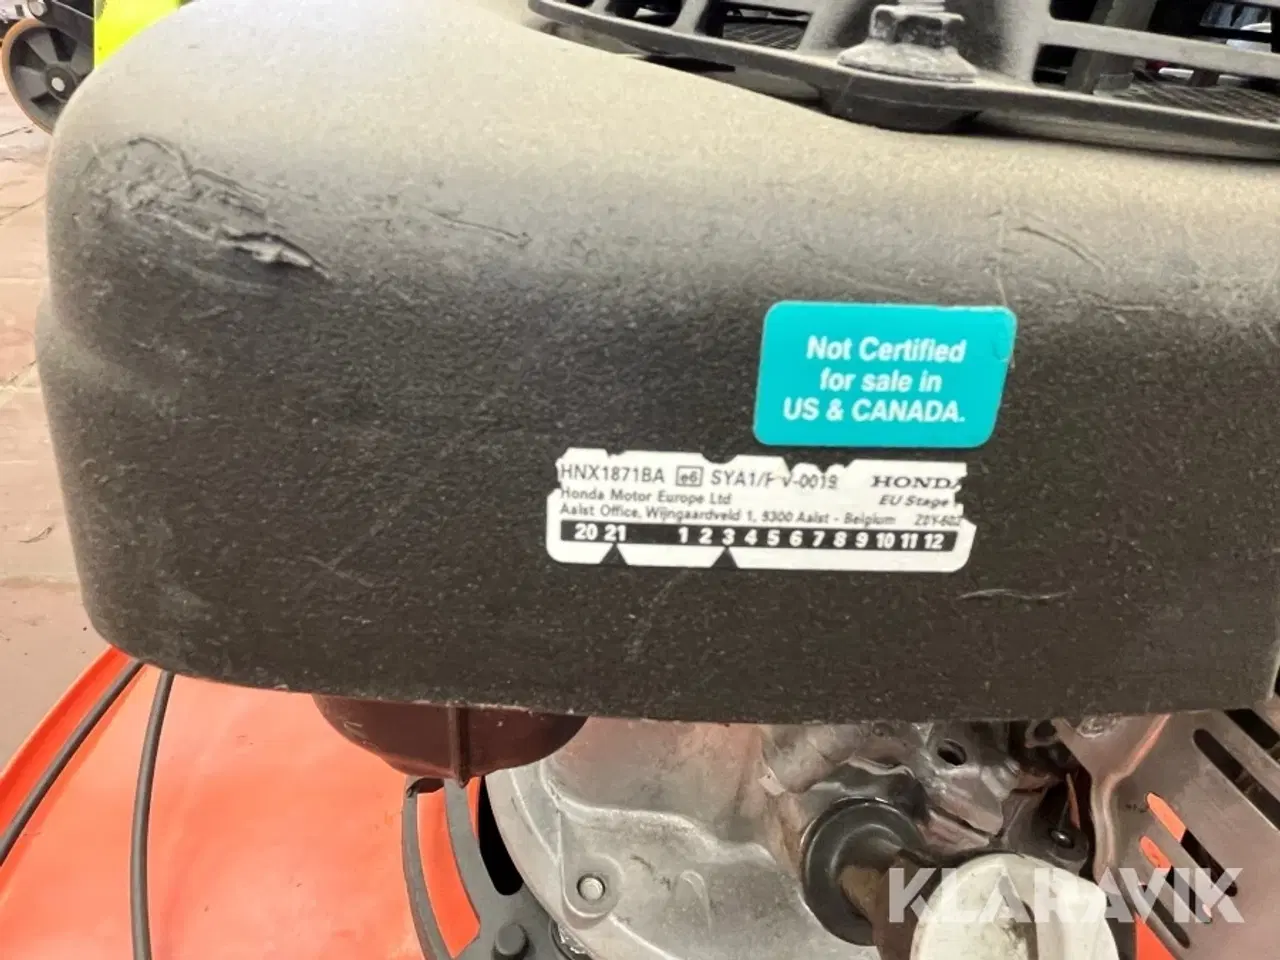 Not Certified
for sale in
US & CANADA.
HNX1871BA e6 SYA1/P V-0019 HONDA
Honda Motor Europe Ltd EU Stage
Aalst Office, Wijngaardveld 1, 9300 Aalst - Belgium
20 21 1 2 3 4 5 6 7 8 9 10 11 12
KLARAVIK